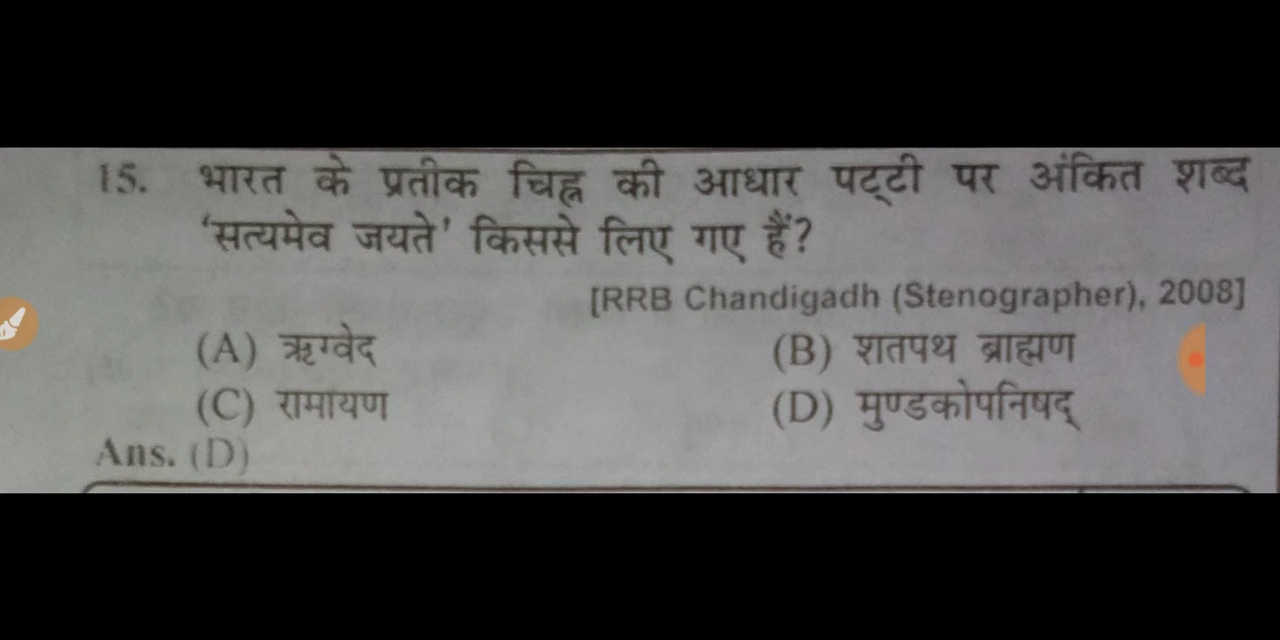 15. भारत के प्रतीक चिह्न की आधार पट्टी पर अंकित शब्द
'सत्यमेव जयते' किससे लिए गए हैं?
[RRB Chandigadh (Stenographer), 2008]
(A) ऋग्वेद (B) शतपथ ब्राह्मण
(C) रामायण (D) मुण्डकोपनिषद्
Ans. (D)